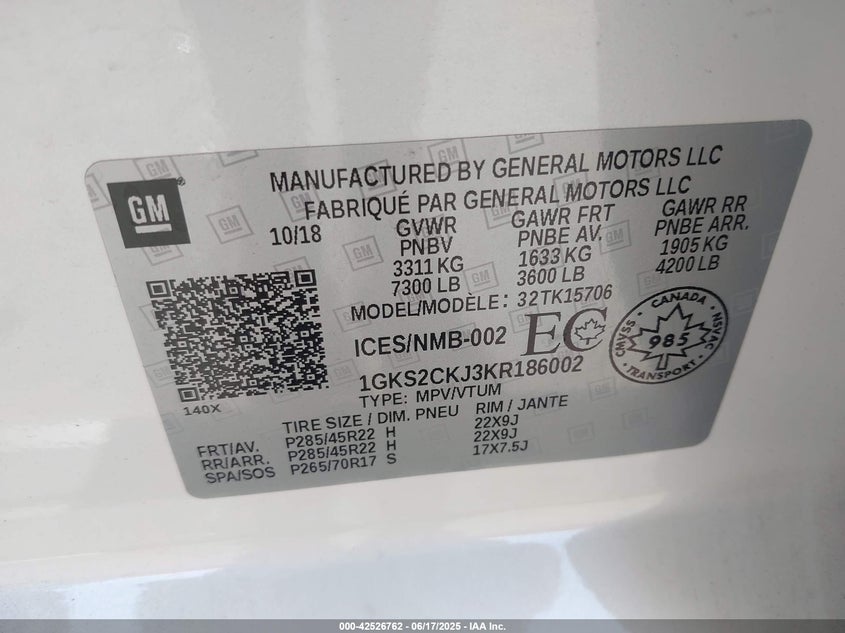 GM
MANUFACTURED BY GENERAL MOTORS LLC
FABRIQUÉ PAR GENERAL MOTORS LLC
10/18
GVWR GAWR FRT GAWR RR
PNBV PNBE AV. PNBE ARR.
3311 KG 1633 KG 1905 KG
7300 LB 3600 LB 4200 LB
MODEL/MODÈLE: 32TK15706
ICES/NMB-002 EC
CANADA
CMVSS 985 NSVAC
TRANSPORT
1GKS2CKJ3KR186002
TYPE: MPV/VTUM
140X
TIRE SIZE / DIM. PNEU RIM / JANTE
FRT/AV. P285/45R22 H 22X9J
RR/ARR. P285/45R22 H 22X9J
SPA/SOS P265/70R17 S 17X7.5J
000-42526762 - 06/17/2025 - IAA Inc.